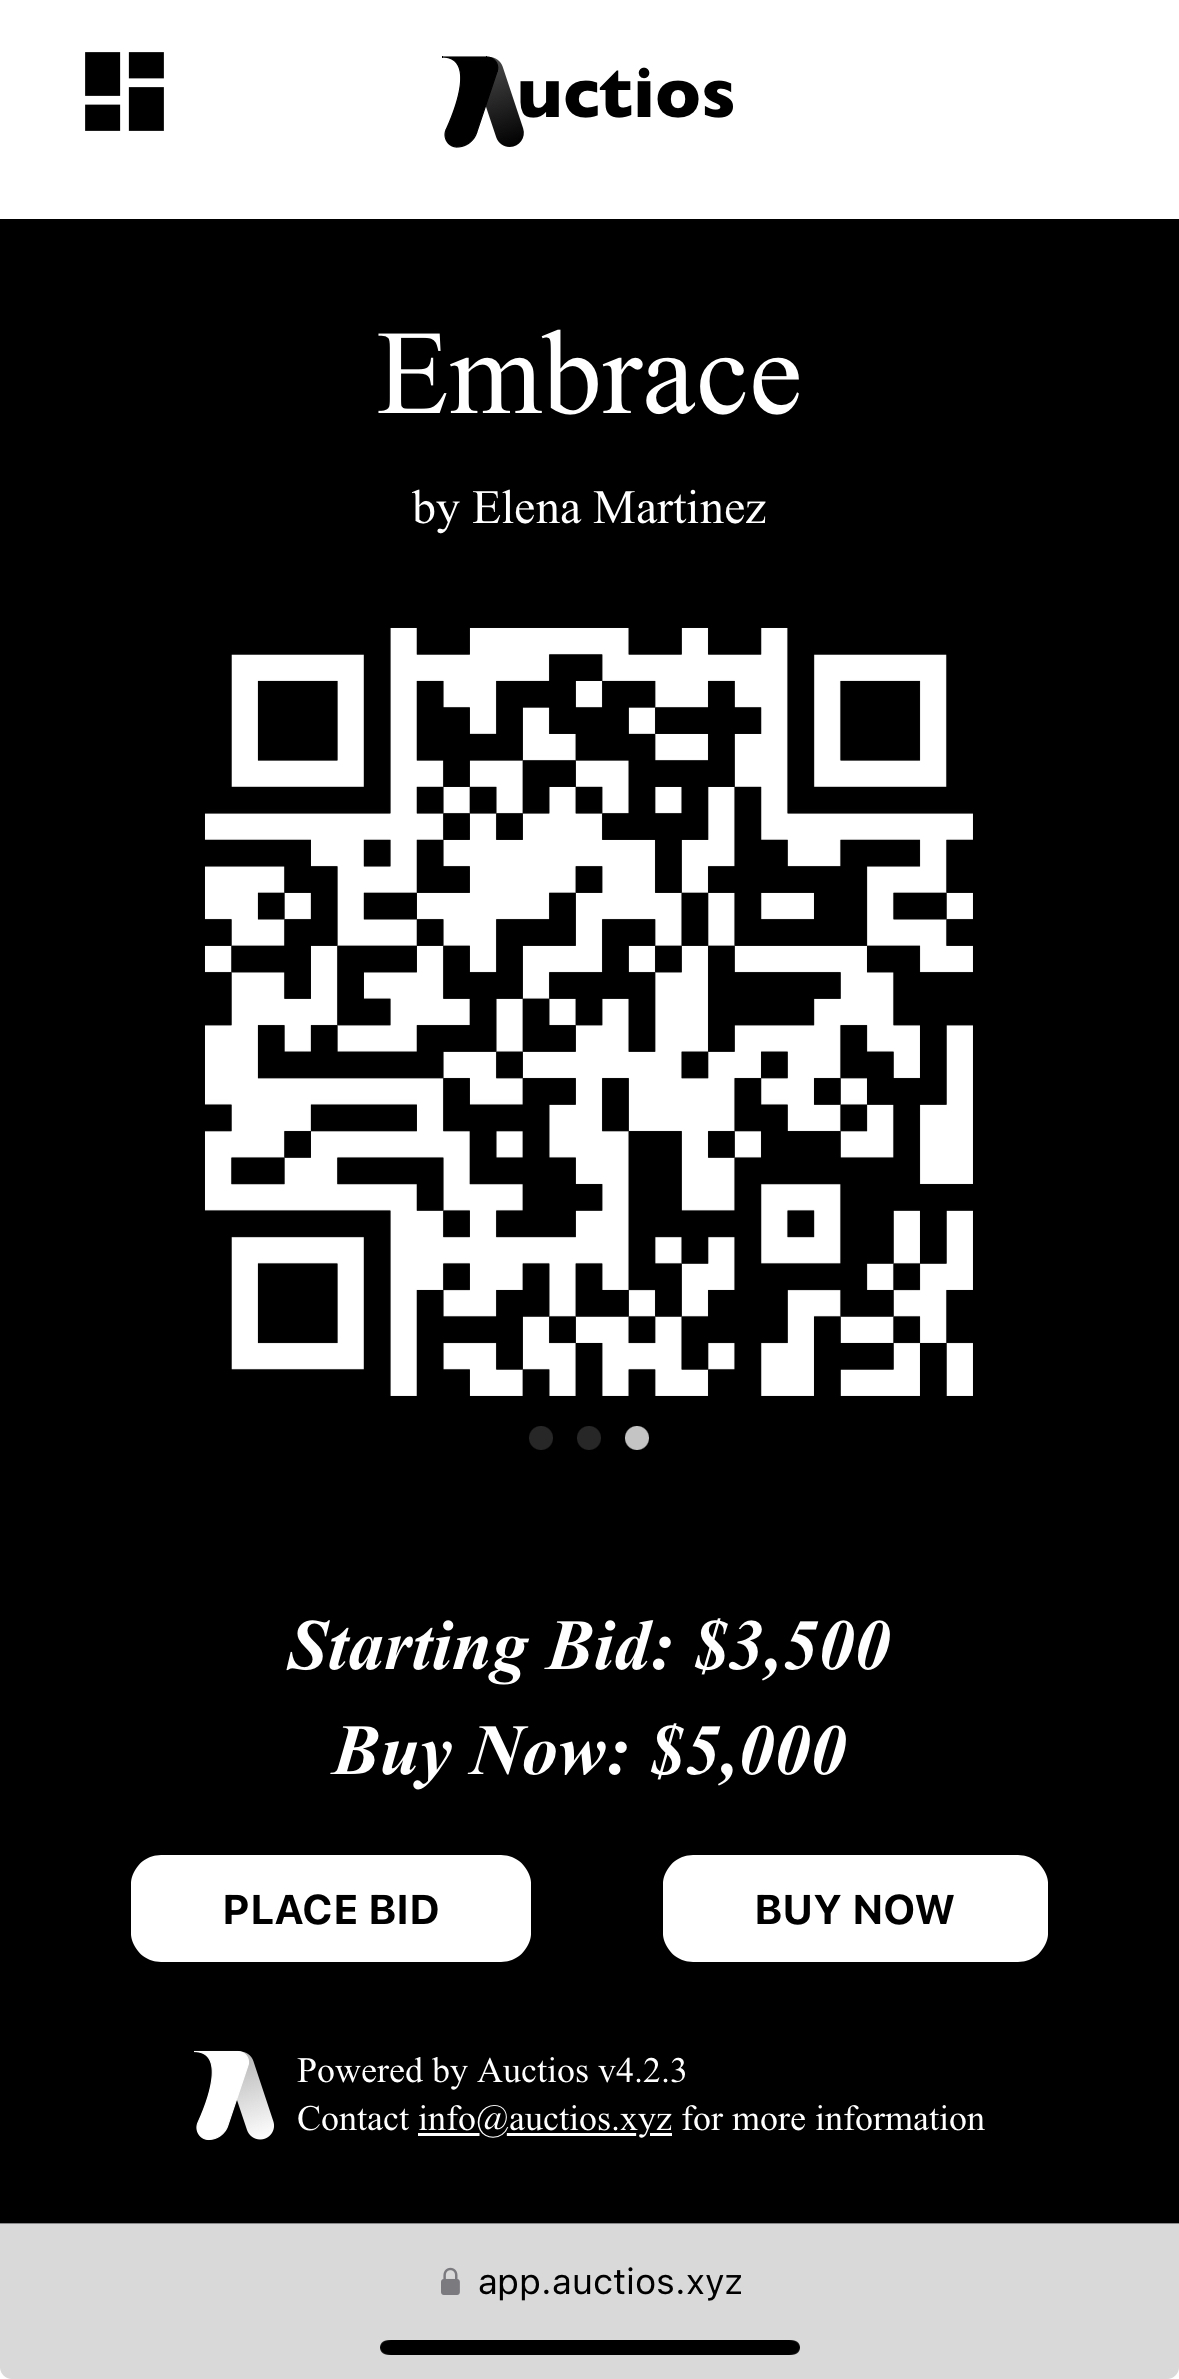 Auctios
Embrace
by Elena Martinez
Starting Bid: $3,500
Buy Now: $5,000
PLACE BID
BUY NOW
Powered by Auctios v4.2.3
Contact info@auctios.xyz for more information
app.auctios.xyz